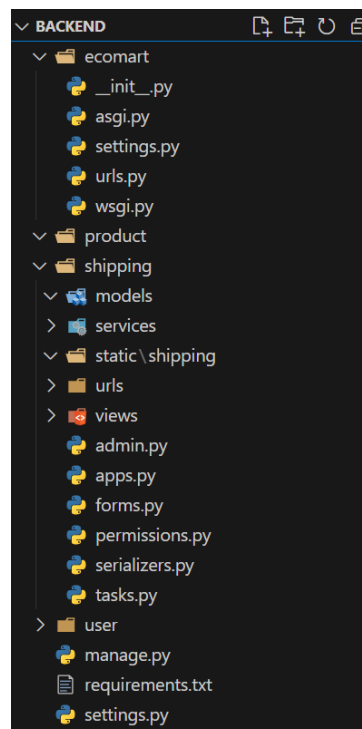 BACKEND
ecomart
__init__.py
asgi.py
settings.py
urls.py
wsgi.py
product
shipping
models
services
static\shipping
urls
views
admin.py
apps.py
forms.py
permissions.py
serializers.py
tasks.py
user
manage.py
requirements.txt
settings.py